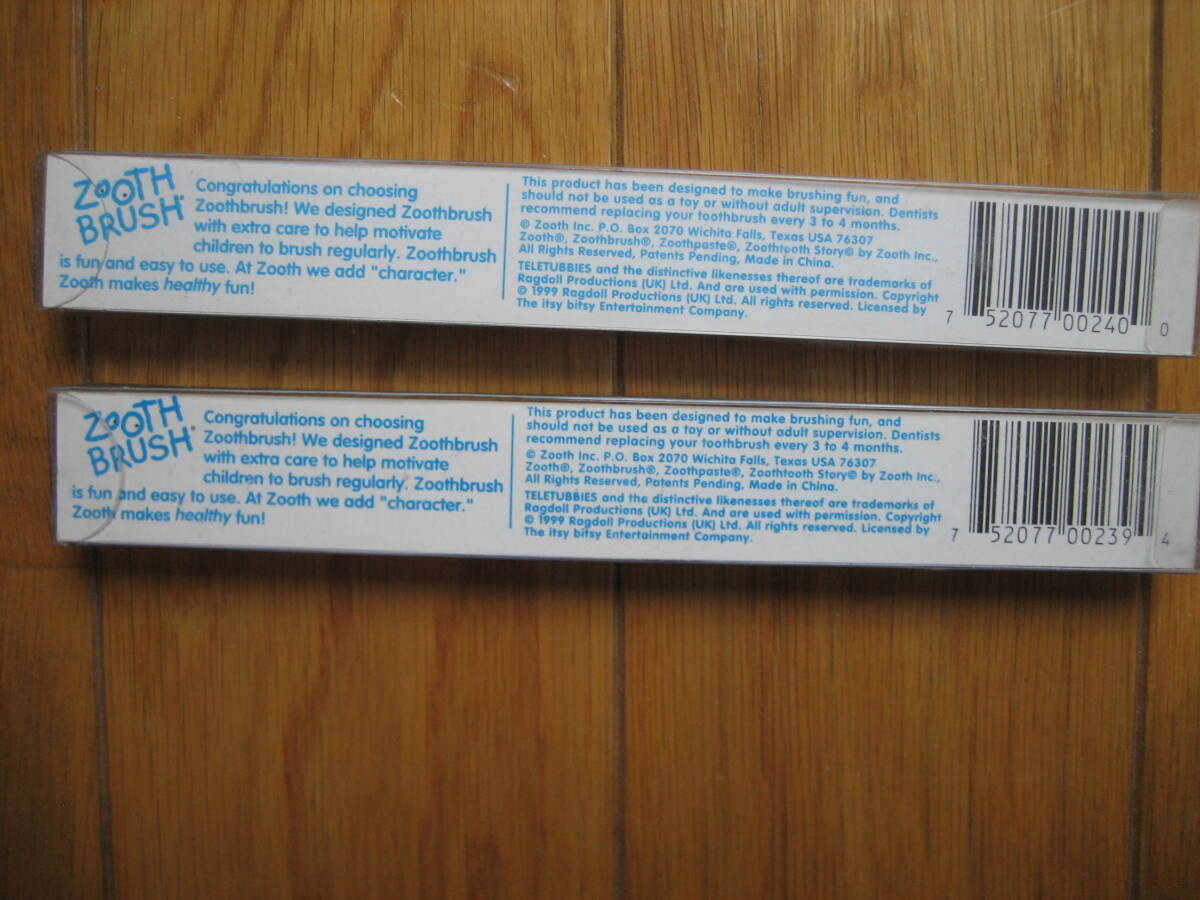 ZOOTH
BRUSH®
Congratulations on choosing
Zoothbrush! We designed Zoothbrush
with extra care to help motivate
children to brush regularly. Zoothbrush
is fun and easy to use. At Zooth we add "character."
Zooth makes healthy fun!
This product has been designed to make brushing fun, and
should not be used as a toy or without adult supervision. Dentists
recommend replacing your toothbrush every 3 to 4 months.
© Zooth Inc. P.O. Box 2070 Wichita Falls, Texas USA 76307
Zooth®, Zoothbrush®, Zoothpaste®, Zoothtooth Story© by Zooth Inc.,
All Rights Reserved, Patents Pending, Made in China.
TELETUBBIES and the distinctive likenesses thereof are trademarks of
Ragdoll Productions (UK) Ltd. And are used with permission. Copyright
© 1999 Ragdoll Productions (UK) Ltd. All rights reserved. Licensed by
The itsy bitsy Entertainment Company.
7 52077 00240 0
ZOOTH
BRUSH®
Congratulations on choosing
Zoothbrush! We designed Zoothbrush
with extra care to help motivate
children to brush regularly. Zoothbrush
is fun and easy to use. At Zooth we add "character."
Zooth makes healthy fun!
This product has been designed to make brushing fun, and
should not be used as a toy or without adult supervision. Dentists
recommend replacing your toothbrush every 3 to 4 months.
© Zooth Inc. P.O. Box 2070 Wichita Falls, Texas USA 76307
Zooth®, Zoothbrush®, Zoothpaste®, Zoothtooth Story© by Zooth Inc.,
All Rights Reserved, Patents Pending, Made in China.
TELETUBBIES and the distinctive likenesses thereof are trademarks of
Ragdoll Productions (UK) Ltd. And are used with permission. Copyright
© 1999 Ragdoll Productions (UK) Ltd. All rights reserved. Licensed by
The itsy bitsy Entertainment Company.
7 52077 00239 4